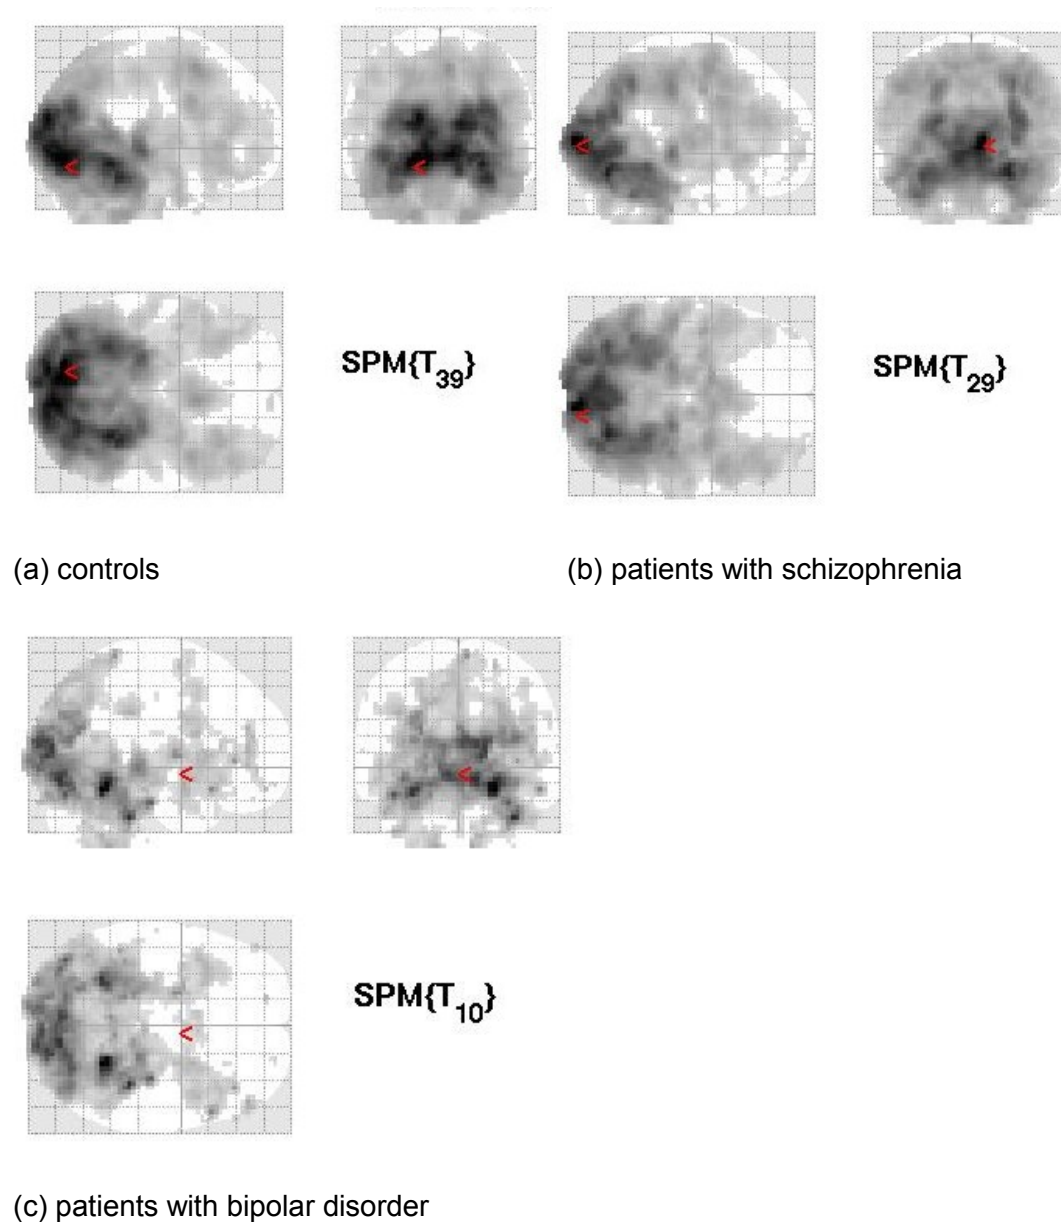 SPM{T39}
SPM{T29}
(a) controls
(b) patients with schizophrenia
SPM{T10}
(c) patients with bipolar disorder